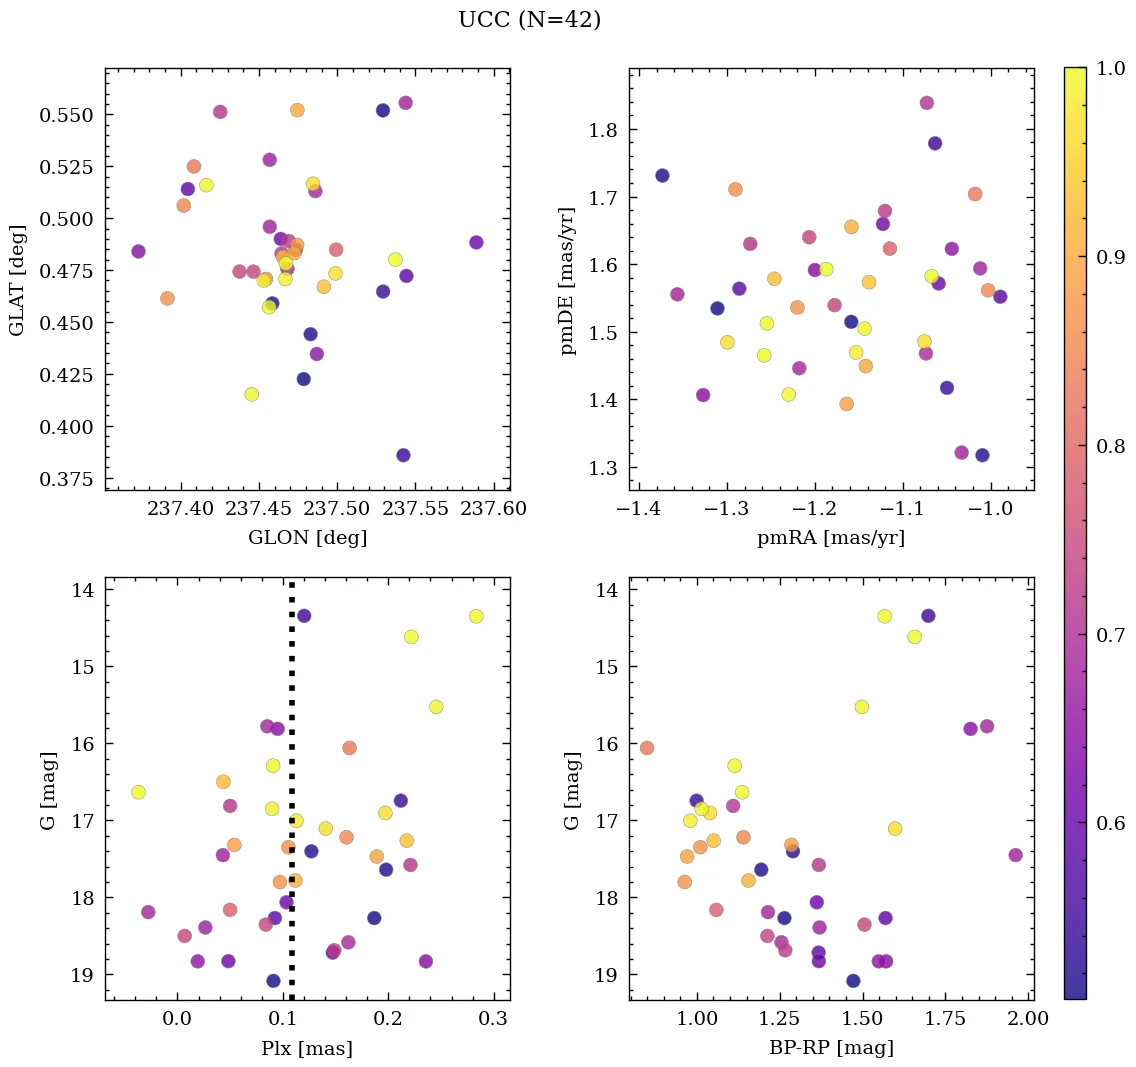 UCC (N=42)
0.550
0.525
0.500
0.475
0.450
0.425
0.400
0.375
GLAT [deg]
237.40 237.45 237.50 237.55 237.60
GLON [deg]
1.8
1.7
1.6
1.5
1.4
1.3
pmDE [mas/yr]
−1.4 −1.3 −1.2 −1.1 −1.0
pmRA [mas/yr]
14
15
16
17
18
19
G [mag]
0.0 0.1 0.2 0.3
Plx [mas]
14
15
16
17
18
19
G [mag]
1.00 1.25 1.50 1.75 2.00
BP-RP [mag]
1.0
0.9
0.8
0.7
0.6